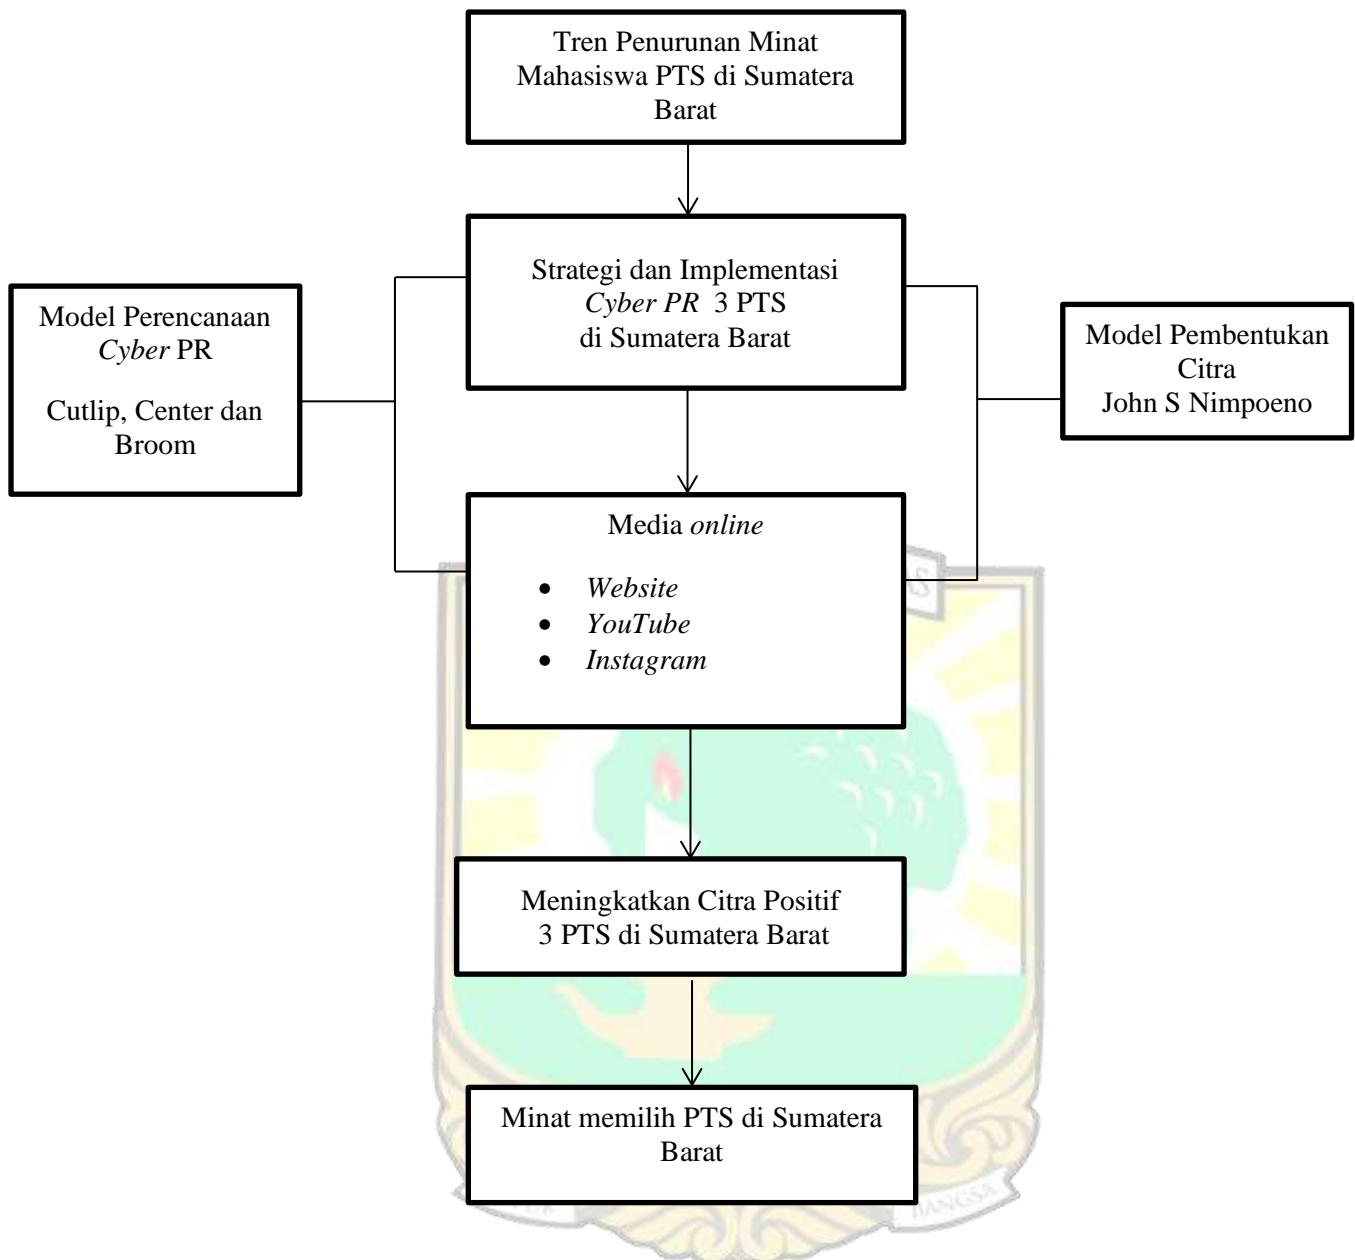 Tren Penurunan Minat
Mahasiswa PTS di Sumatera
Barat
Strategi dan Implementasi
Cyber PR 3 PTS
di Sumatera Barat
Model Perencanaan
Cyber PR
Cutlip, Center dan
Broom
Model Pembentukan
Citra
John S Nimpoeno
Media online
• Website
• YouTube
• Instagram
Meningkatkan Citra Positif
3 PTS di Sumatera Barat
Minat memilih PTS di Sumatera
Barat
BANGSA